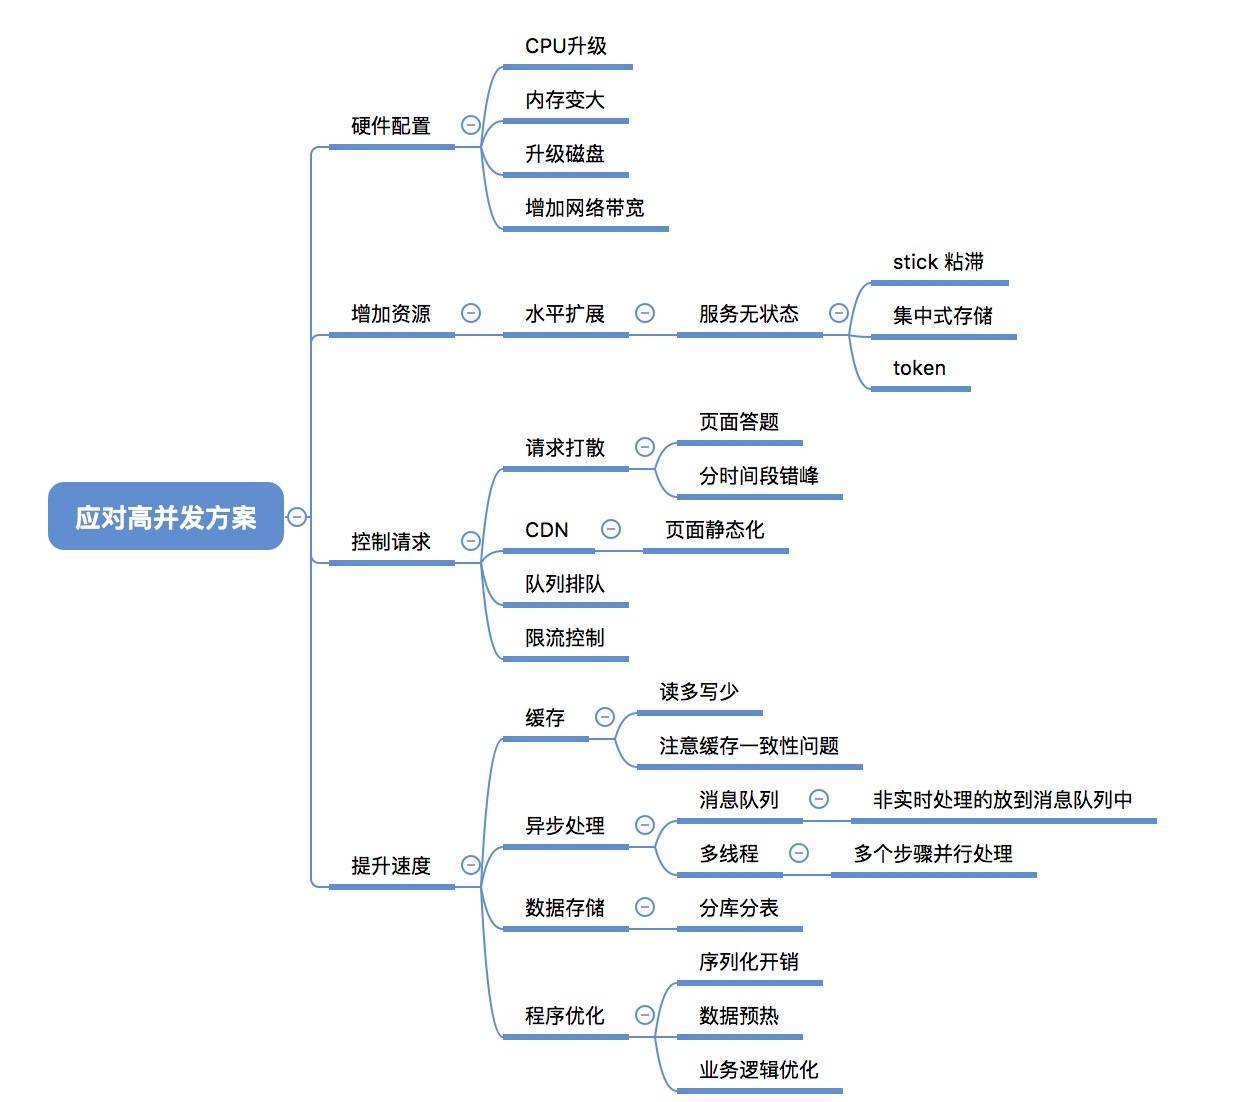 应对高并发方案
硬件配置
CPU升级
内存变大
升级磁盘
增加网络带宽
增加资源
水平扩展
服务无状态
stick 粘滞
集中式存储
token
控制请求
请求打散
页面答题
分时间段错峰
CDN
页面静态化
队列排队
限流控制
提升速度
缓存
读多写少
注意缓存一致性问题
异步处理
消息队列
非实时处理的放到消息队列中
多线程
多个步骤并行处理
数据存储
分库分表
程序优化
序列化开销
数据预热
业务逻辑优化